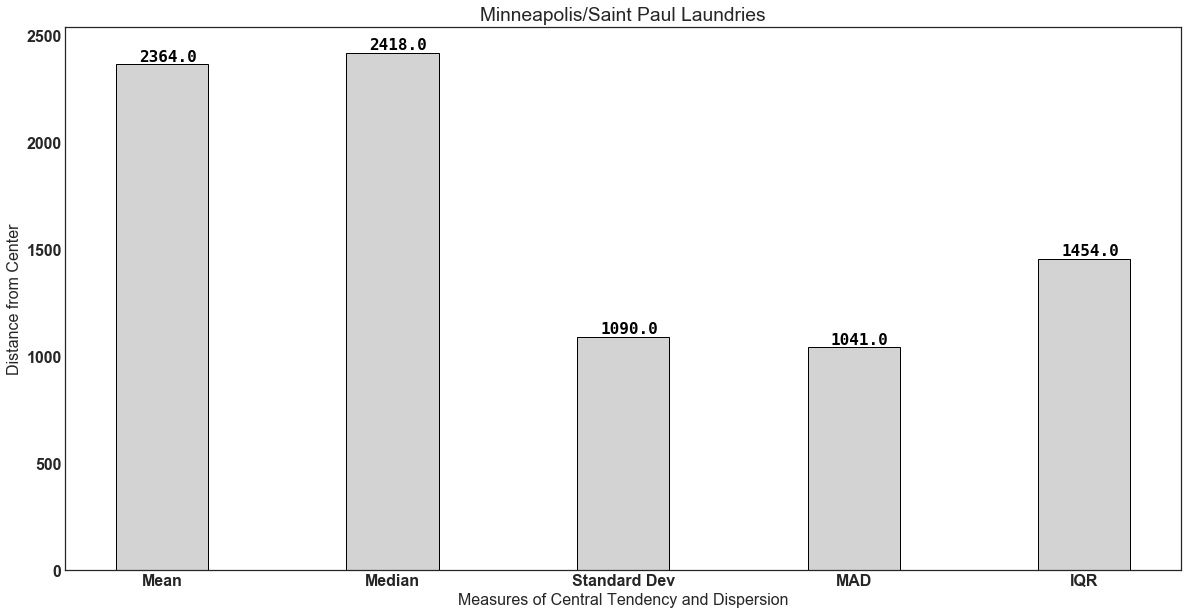 Minneapolis/Saint Paul Laundries
2500
2000
1500
1000
500
0
Distance from Center
2364.0
2418.0
1090.0
1041.0
1454.0
Mean
Median
Standard Dev
MAD
IQR
Measures of Central Tendency and Dispersion